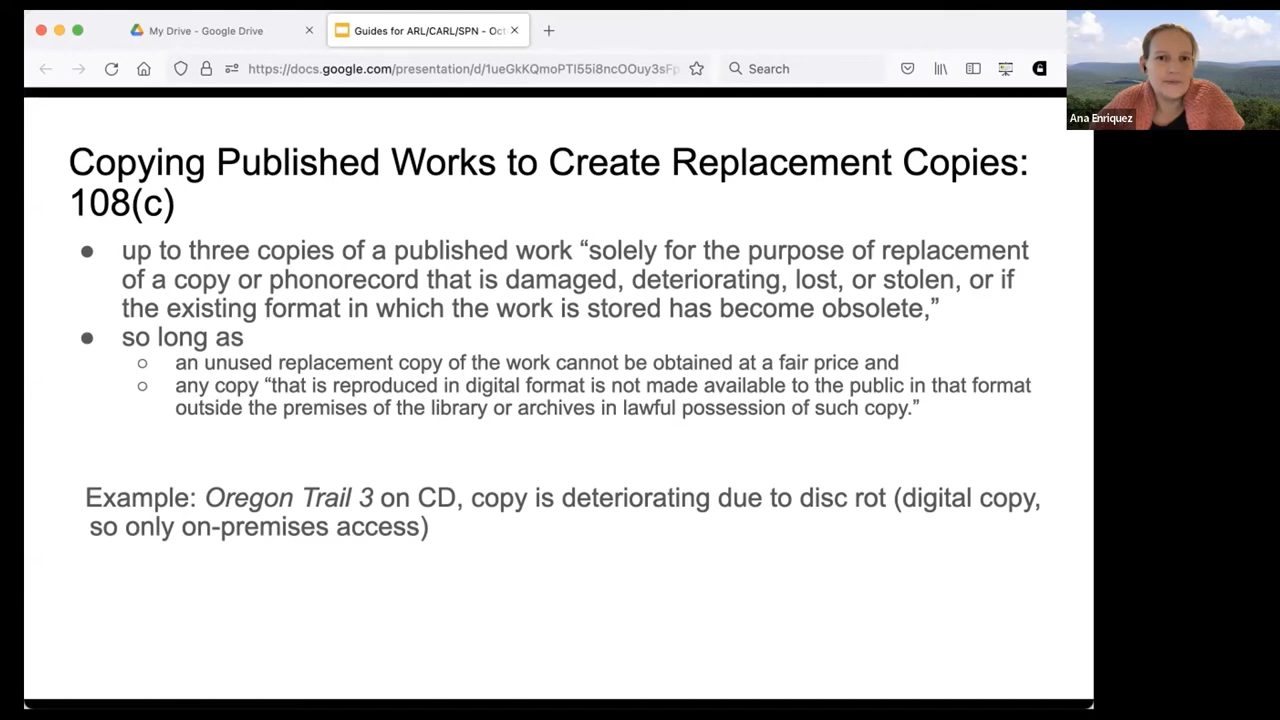 My Drive - Google Drive
Guides for ARL/CARL/SPN - Oct
https://docs.google.com/presentation/d/1ueGkKQmoPTI55i8ncOOuy3sFp
Search
Ana Enriquez
Copying Published Works to Create Replacement Copies:
108(c)
● up to three copies of a published work “solely for the purpose of replacement
of a copy or phonorecord that is damaged, deteriorating, lost, or stolen, or if
the existing format in which the work is stored has become obsolete,”
● so long as
○ an unused replacement copy of the work cannot be obtained at a fair price and
○ any copy “that is reproduced in digital format is not made available to the public in that format
outside the premises of the library or archives in lawful possession of such copy.”
Example: Oregon Trail 3 on CD, copy is deteriorating due to disc rot (digital copy,
so only on-premises access)